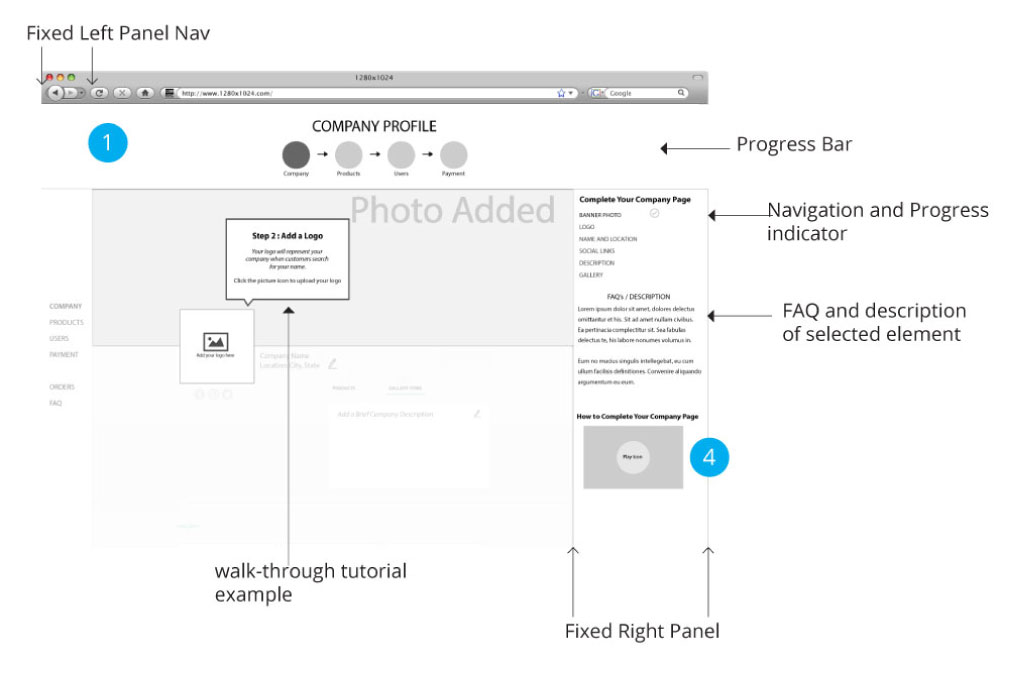 Fixed Left Panel Nav
1280x1024
http://www.1280x1024.com/
Google
1
COMPANY PROFILE
Company
Products
Users
Payment
Progress Bar
Photo Added
Step 2 : Add a Logo
Your logo will represent your
company when customers search
for your name.
Click the picture icon to upload your logo
Add your logo here
COMPANY
PRODUCTS
USERS
PAYMENT
ORDERS
FAQ
Company Name
Location City, State
PRODUCTS
GALLERY ITEMS
Add a Brief Company Description
Complete Your Company Page
BANNER PHOTO
LOGO
NAME AND LOCATION
SOCIAL LINKS
DESCRIPTION
GALLERY
Navigation and Progress
indicator
FAQ's / DESCRIPTION
Lorem ipsum dolor sit amet, dolores delectus
omittantur et his. Sit ad amet nullam civibus.
Ea pertinacia complectitur sit. Sea fabulas
delectus te, his labore nonumes volumus in.
Eum no modus singulis intellegebat, eu cum
ullum facilisis definitiones. Convenire aliquando
argumentum eu eum.
FAQ and description
of selected element
How to Complete Your Company Page
Play icon
4
walk-through tutorial
example
Fixed Right Panel